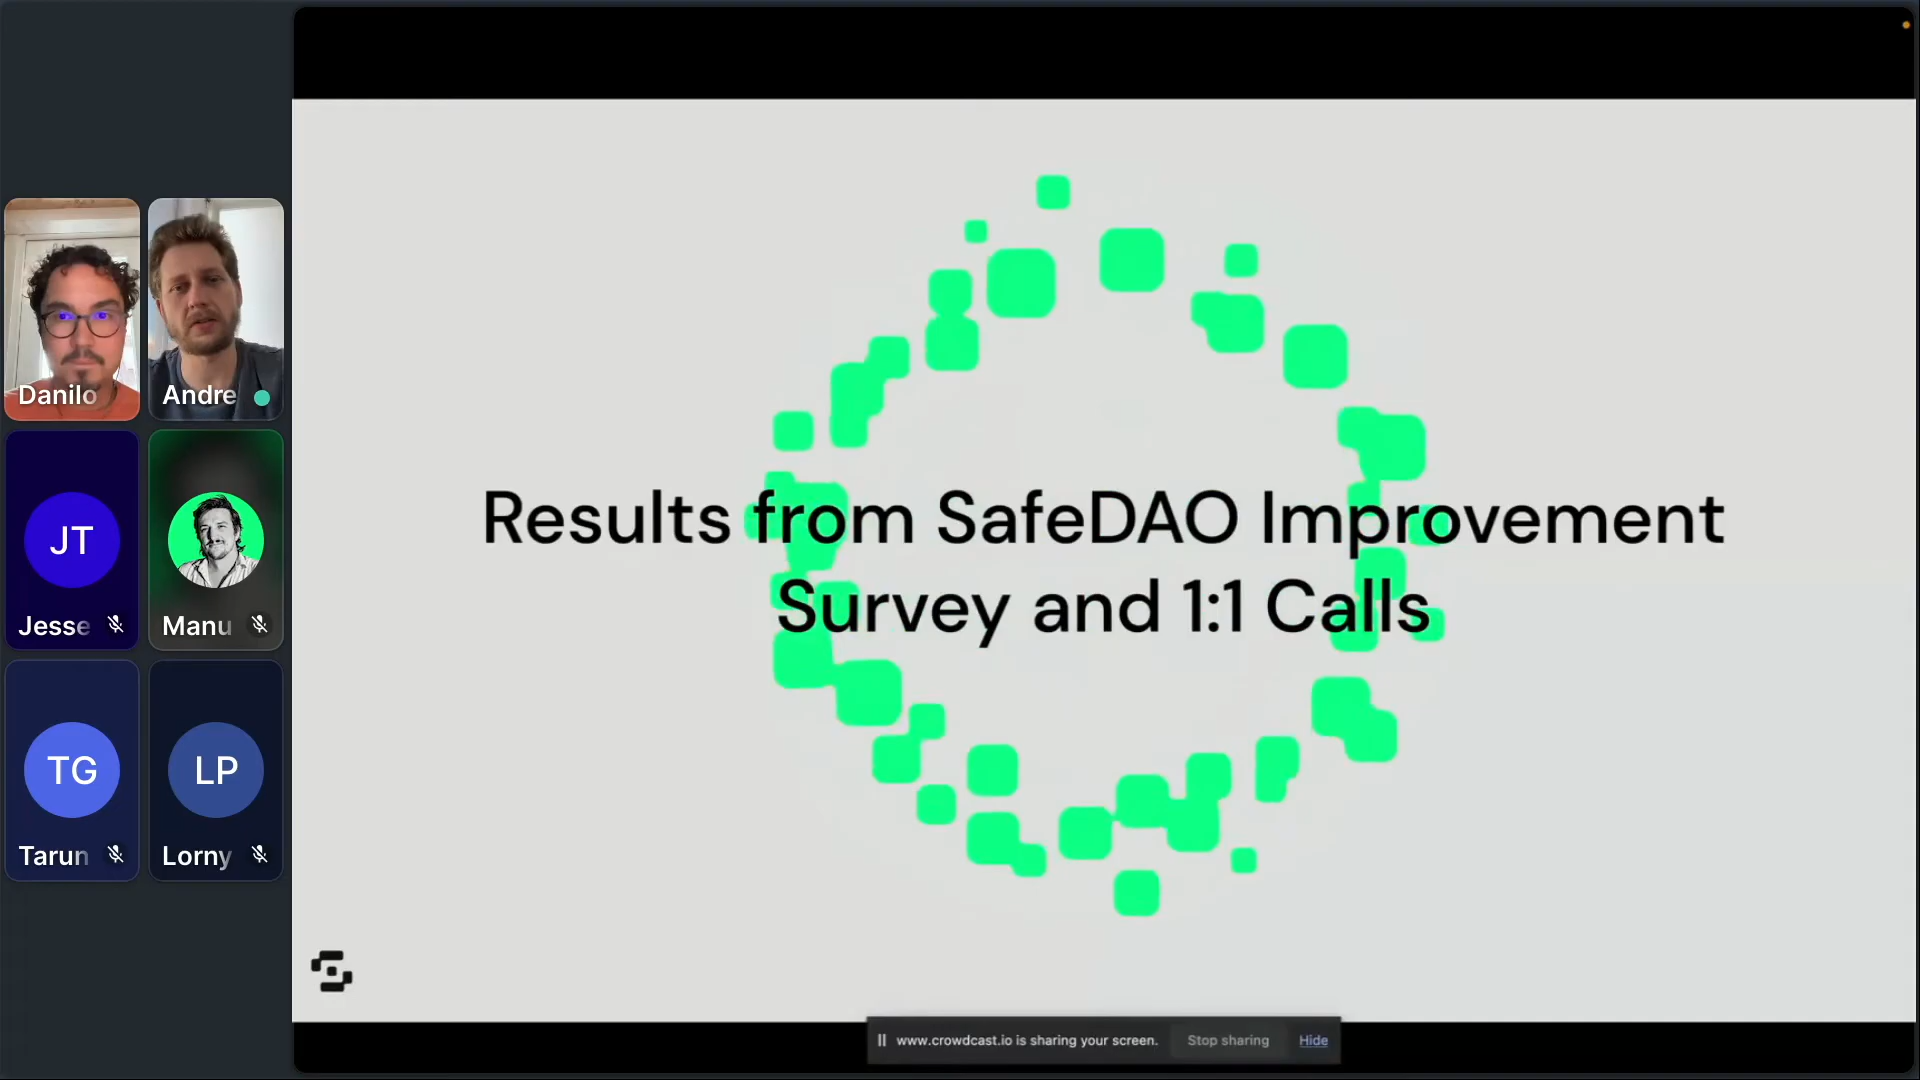 Danilo
Andre
JT
Jesse
Manu
TG
Tarun
LP
Lorny
Results from SafeDAO Improvement
Survey and 1:1 Calls
www.crowdcast.io is sharing your screen.
Stop sharing
Hide